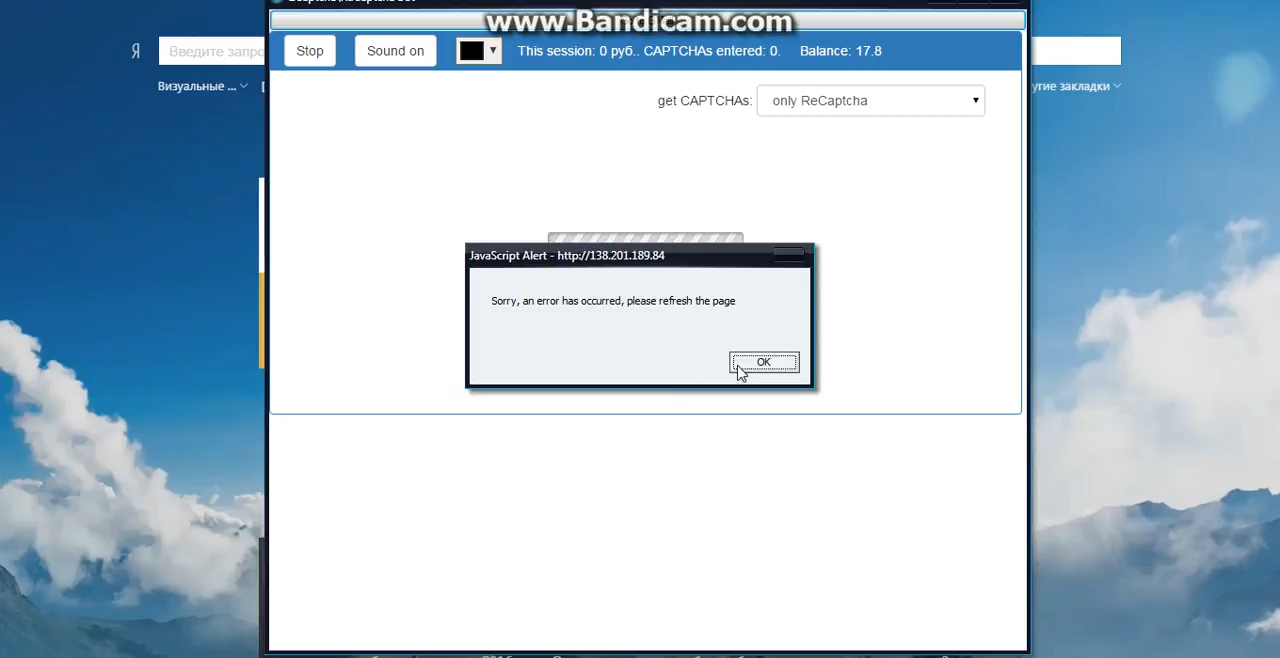 www.Bandicam.com
Stop
Sound on
This session: 0 руб.. CAPTCHAs entered: 0.
Balance: 17.8
Я
Введите запро
Визуальные ...
угие закладки
get CAPTCHAs:
only ReCaptcha
JavaScript Alert - http://138.201.189.84
Sorry, an error has occurred, please refresh the page
OK